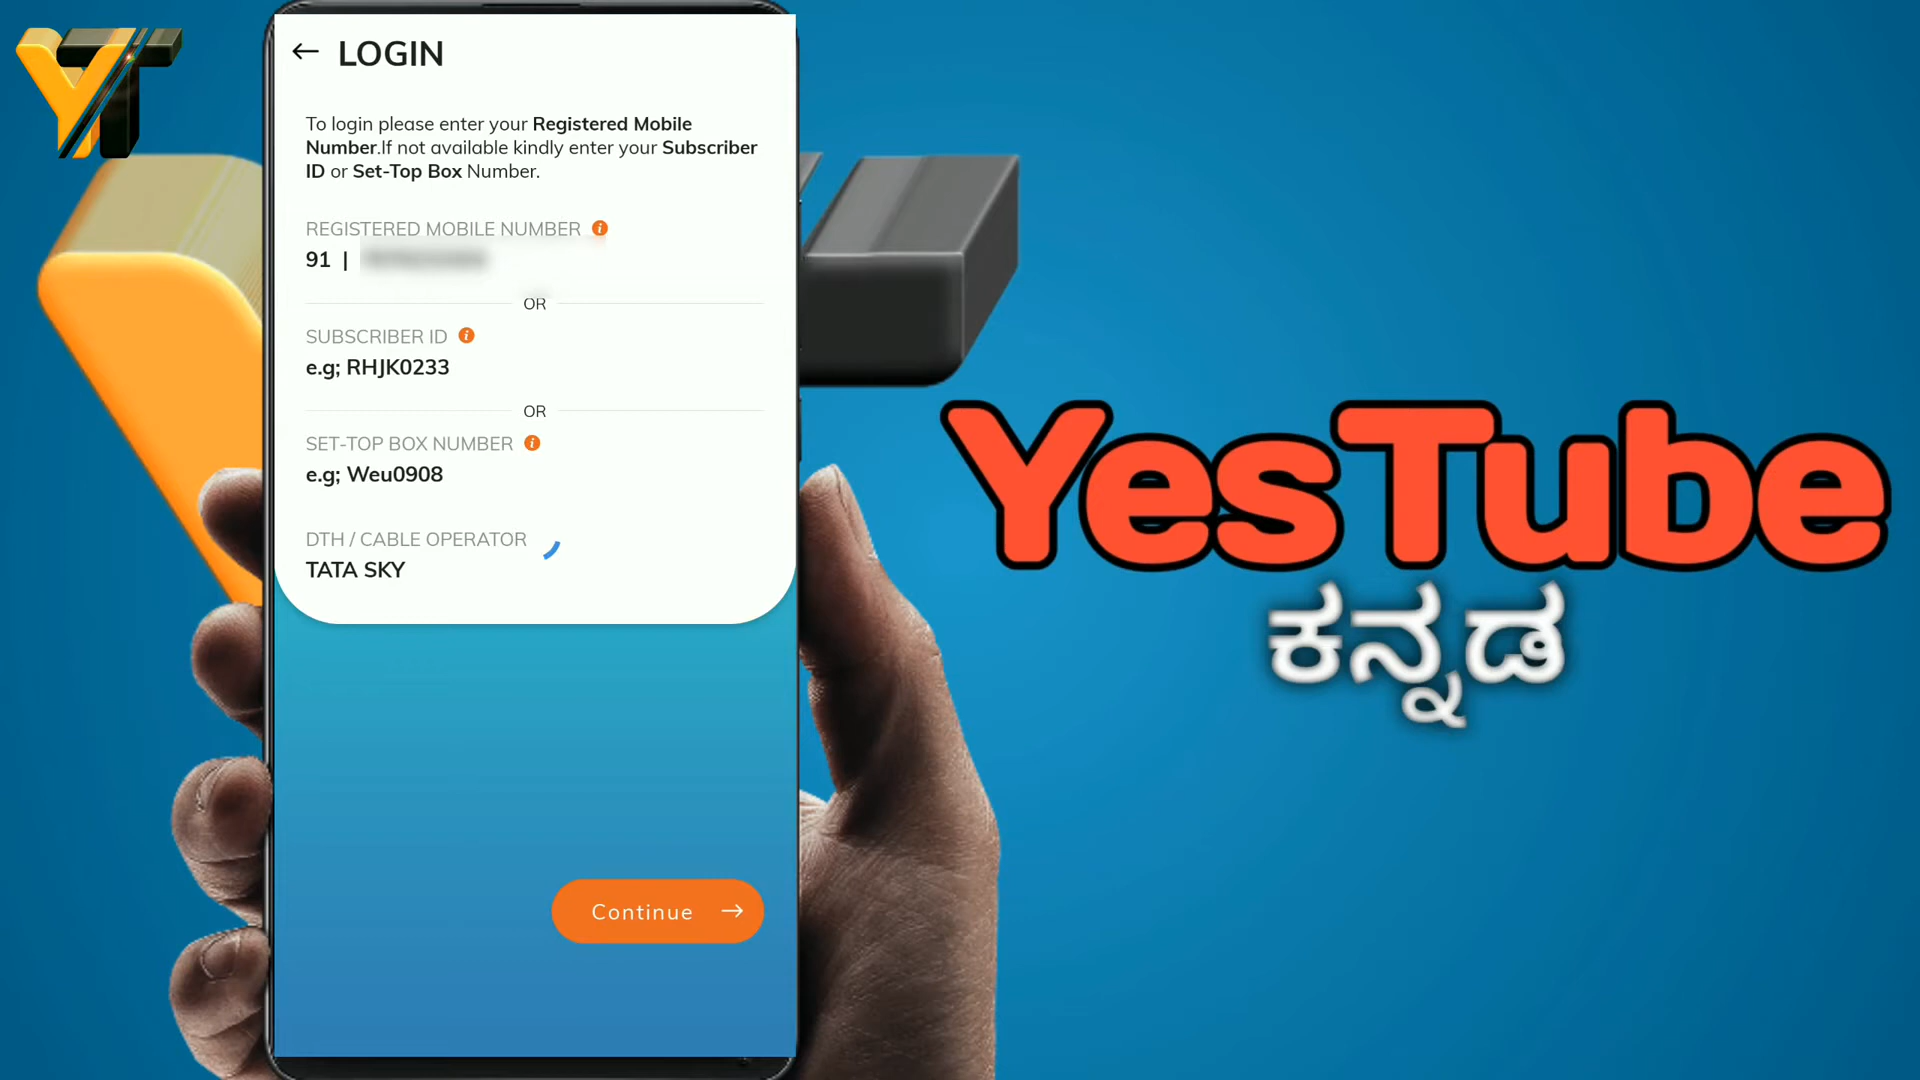 YT
LOGIN
To login please enter your Registered Mobile
Number.If not available kindly enter your Subscriber
ID or Set-Top Box Number.
REGISTERED MOBILE NUMBER
91 |
OR
SUBSCRIBER ID
e.g; RHJK0233
OR
SET-TOP BOX NUMBER
e.g; Weu0908
DTH / CABLE OPERATOR
TATA SKY
Continue
YesTube
ಕನ್ನಡ